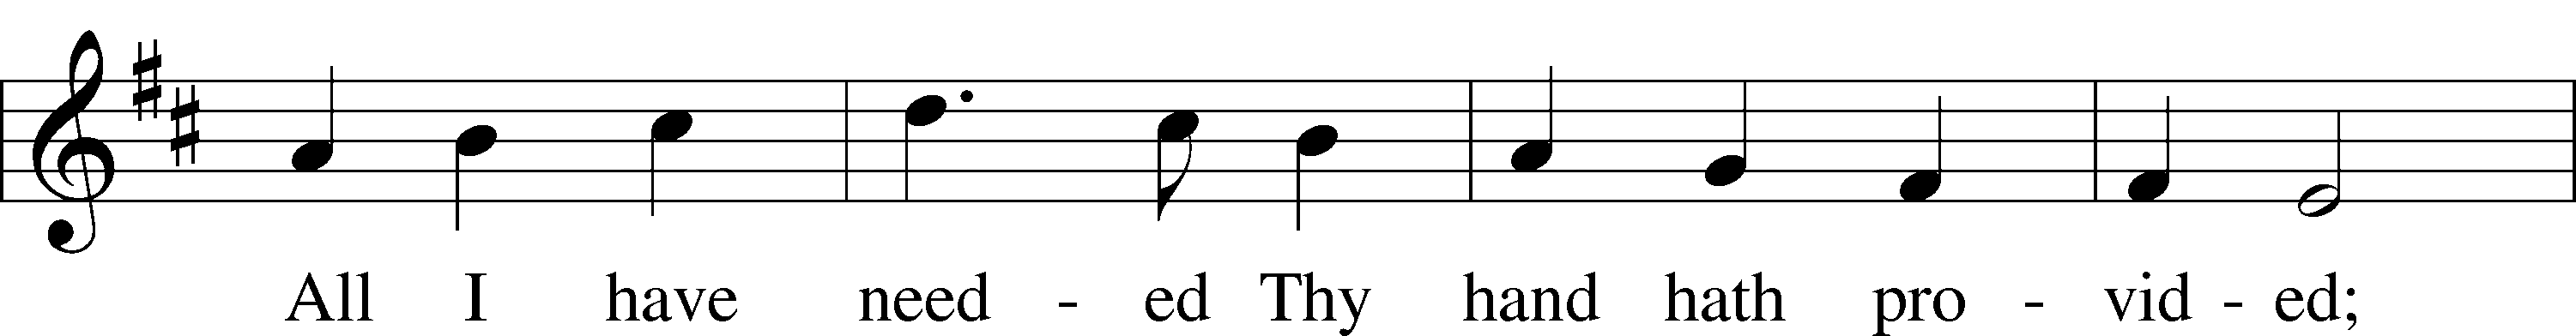 All I have need - ed Thy hand hath pro - vid - ed;